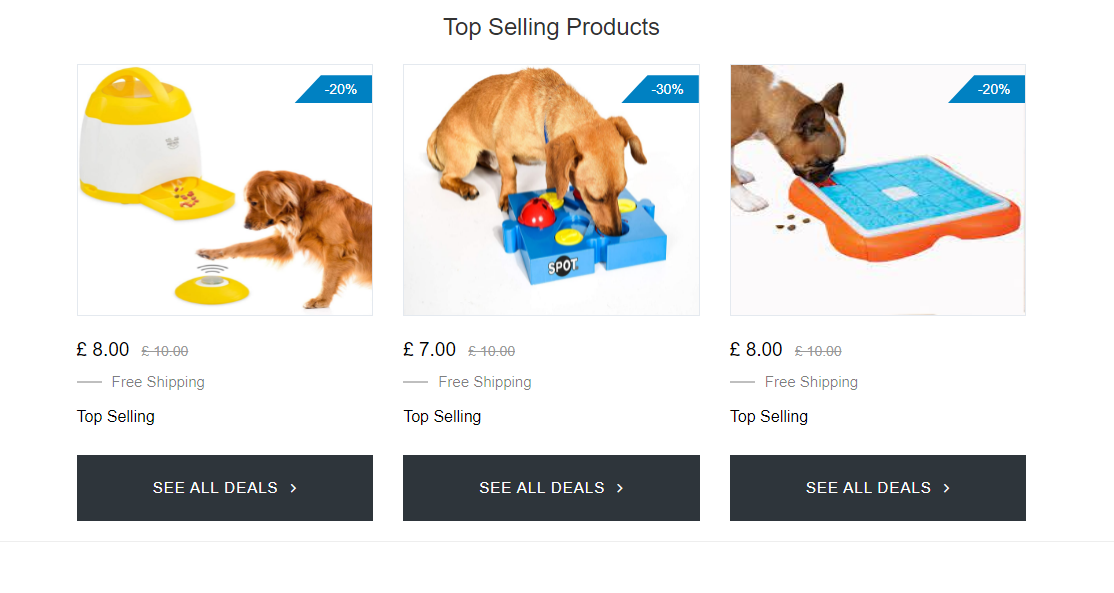 Top Selling Products
-20%
-30%
-20%
SPOT
£ 8.00 £ 10.00
Free Shipping
Top Selling
SEE ALL DEALS >
£ 7.00 £ 10.00
Free Shipping
Top Selling
SEE ALL DEALS >
£ 8.00 £ 10.00
Free Shipping
Top Selling
SEE ALL DEALS >